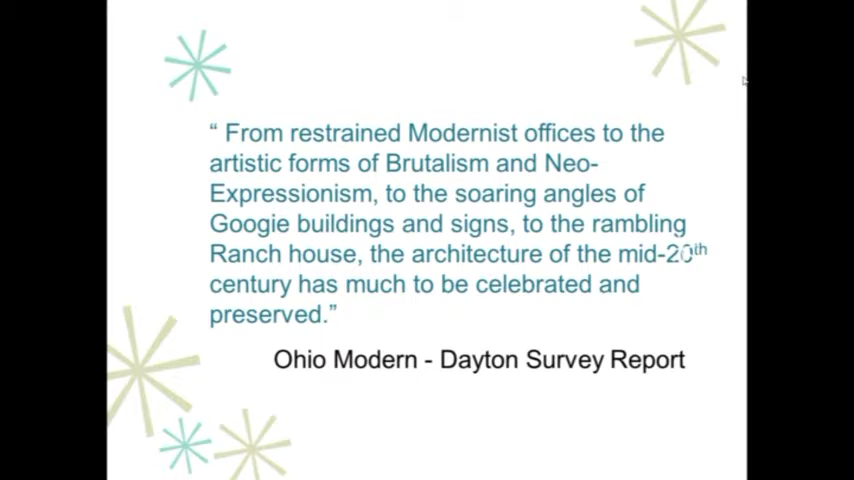 “ From restrained Modernist offices to the
artistic forms of Brutalism and Neo-
Expressionism, to the soaring angles of
Googie buildings and signs, to the rambling
Ranch house, the architecture of the mid-20th
century has much to be celebrated and
preserved.”
Ohio Modern - Dayton Survey Report